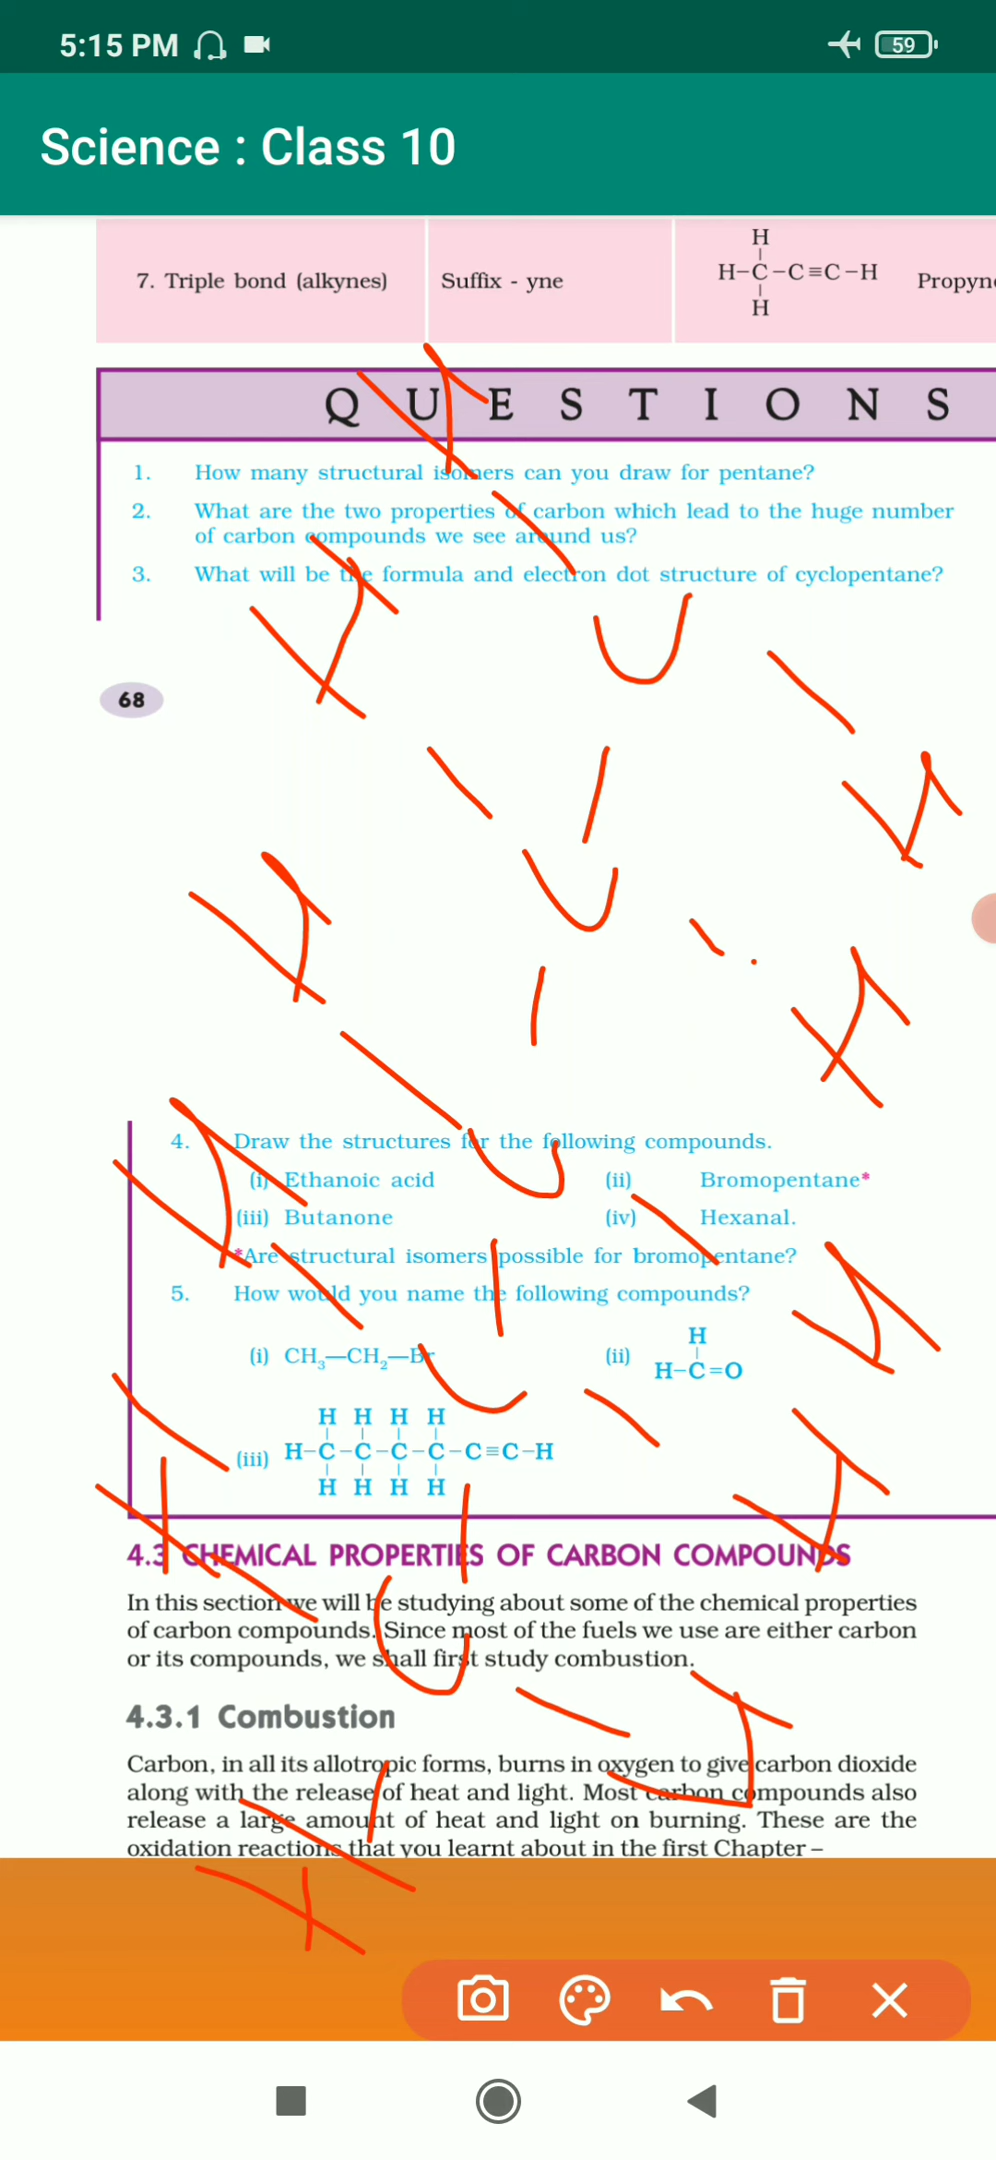 5:15 PM 59
Science : Class 10
H
7. Triple bond (alkynes) Suffix - yne H-C-C≡C-H Propyne
H
Q U E S T I O N S
1. How many structural isomers can you draw for pentane?
2. What are the two properties of carbon which lead to the huge number
of carbon compounds we see around us?
3. What will be the formula and electron dot structure of cyclopentane?
68
4. Draw the structures for the following compounds.
(i) Ethanoic acid (ii) Bromopentane*
(iii) Butanone (iv) Hexanal.
*Are structural isomers possible for bromopentane?
5. How would you name the following compounds?
H
(i) CH₃—CH₂—Br (ii) H-C=O
H H H H
(iii) H-C-C-C-C-C≡C-H
H H H H
4.3 CHEMICAL PROPERTIES OF CARBON COMPOUNDS
In this section we will be studying about some of the chemical properties
of carbon compounds. Since most of the fuels we use are either carbon
or its compounds, we shall first study combustion.
4.3.1 Combustion
Carbon, in all its allotropic forms, burns in oxygen to give carbon dioxide
along with the release of heat and light. Most carbon compounds also
release a large amount of heat and light on burning. These are the
oxidation reactions that you learnt about in the first Chapter –